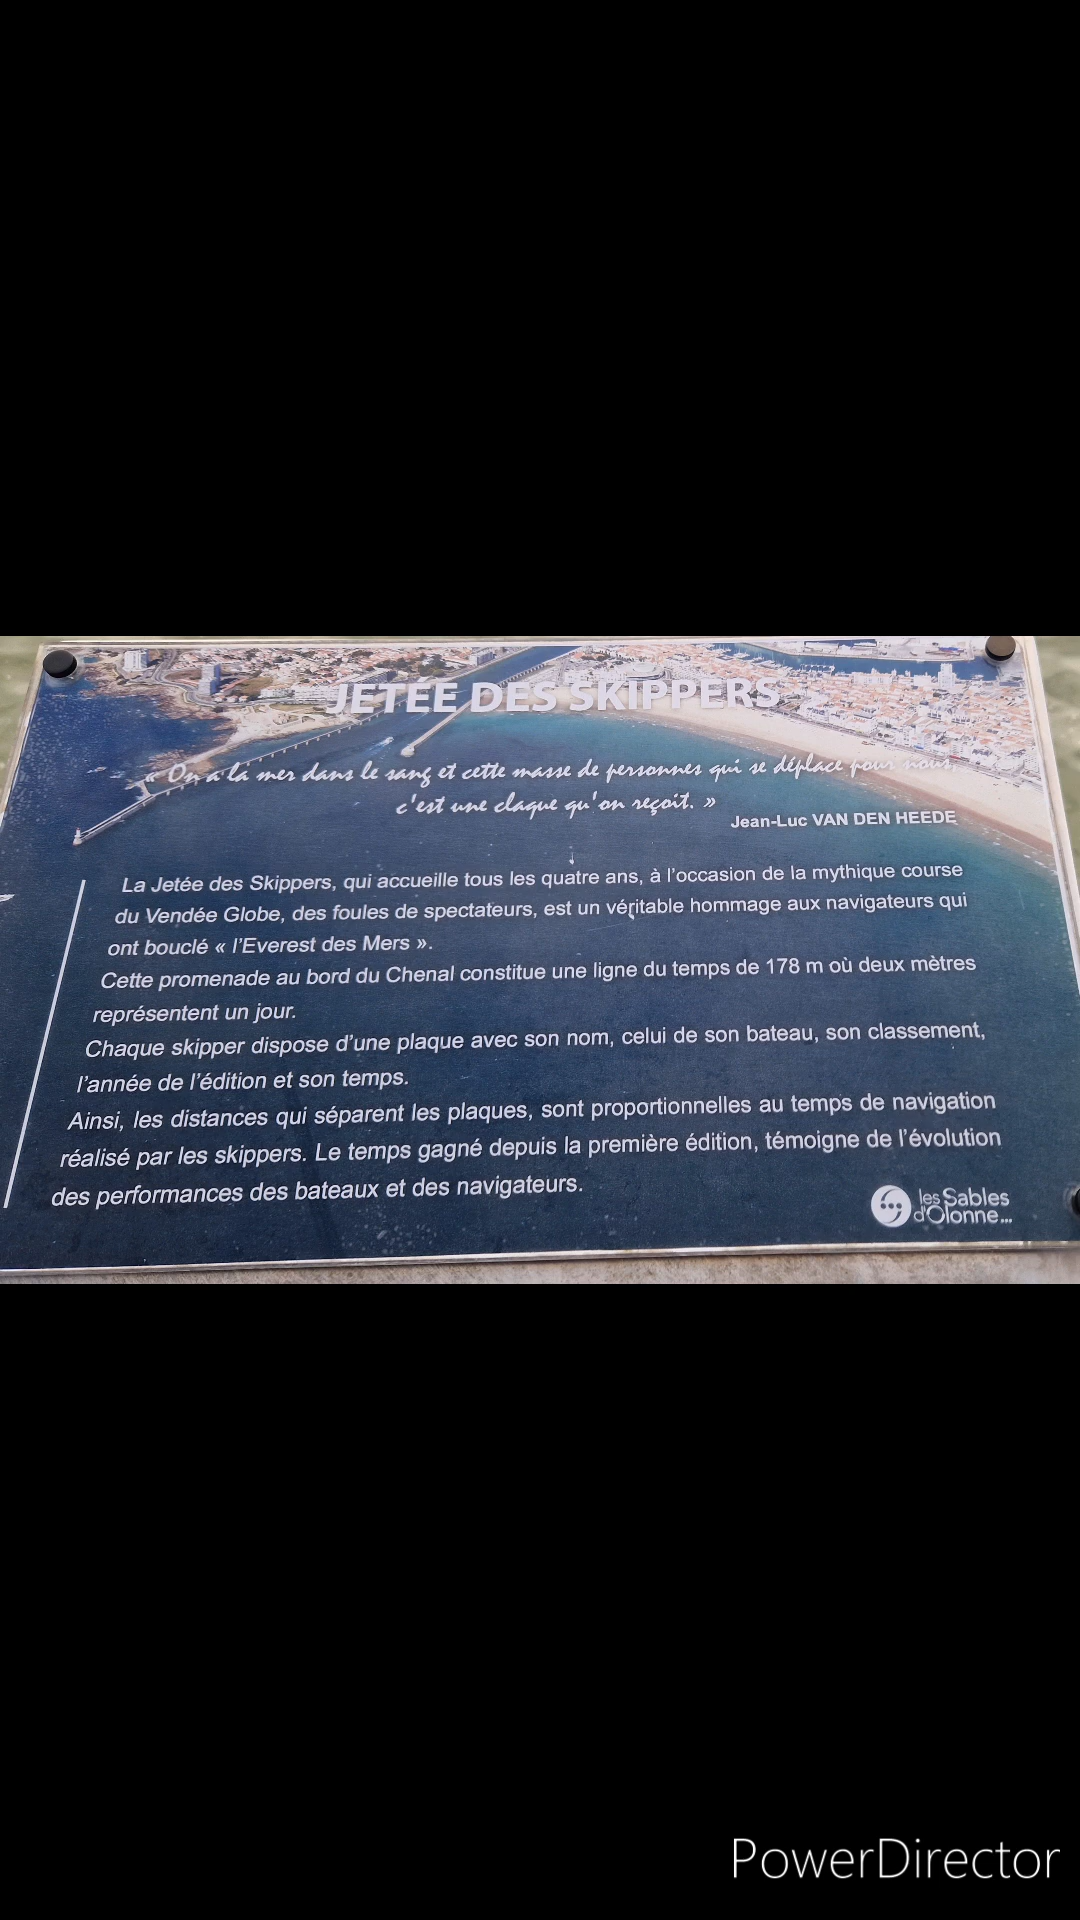 JETÉE DES SKIPPERS
« On a la mer dans le sang et cette masse de personnes qui se déplace pour nous,
c'est une claque qu'on reçoit. »
Jean-Luc VAN DEN HEEDE
La Jetée des Skippers, qui accueille tous les quatre ans, à l'occasion de la mythique course
du Vendée Globe, des foules de spectateurs, est un véritable hommage aux navigateurs qui
ont bouclé « l'Everest des Mers ».
Cette promenade au bord du Chenal constitue une ligne du temps de 178 m où deux mètres
représentent un jour.
Chaque skipper dispose d'une plaque avec son nom, celui de son bateau, son classement,
l'année de l'édition et son temps.
Ainsi, les distances qui séparent les plaques, sont proportionnelles au temps de navigation
réalisé par les skippers. Le temps gagné depuis la première édition, témoigne de l'évolution
des performances des bateaux et des navigateurs.
les Sables
d'Olonne...
PowerDirector